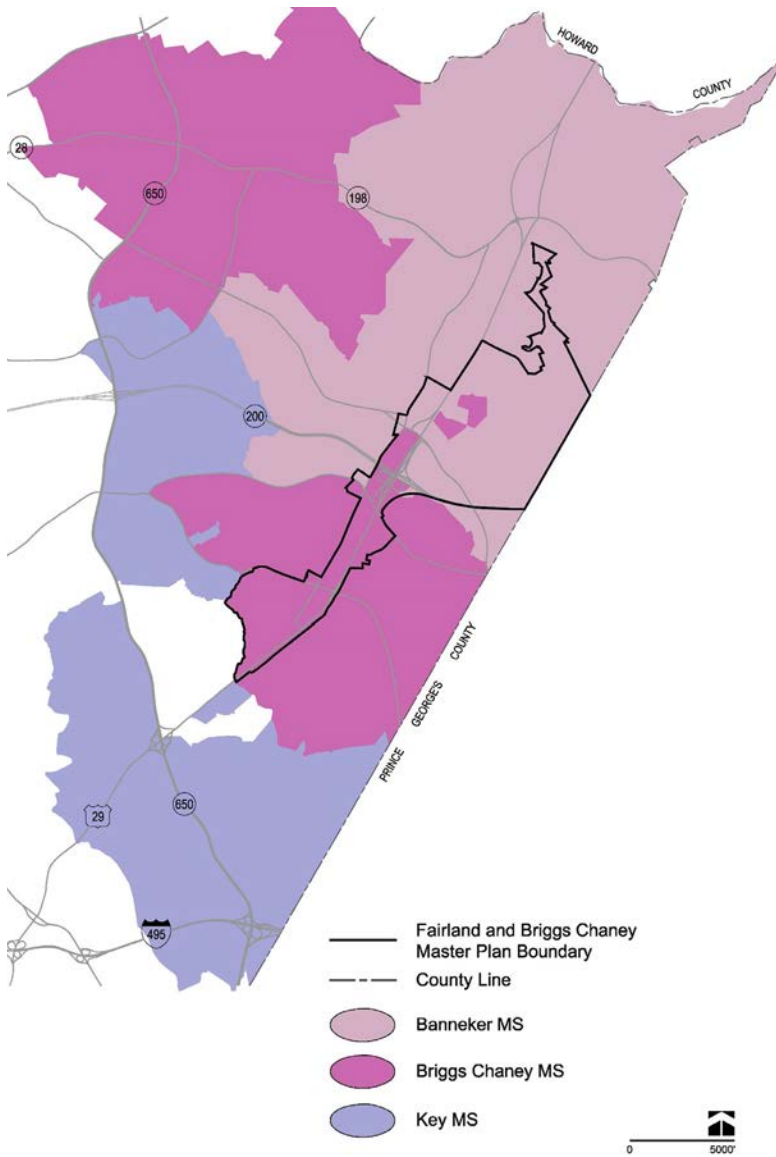 HOWARD
COUNTY
28
650
198
200
PRINCE GEORGE'S COUNTY
29
650
495
Fairland and Briggs Chaney
Master Plan Boundary
County Line
Banneker MS
Briggs Chaney MS
Key MS
0 5000'